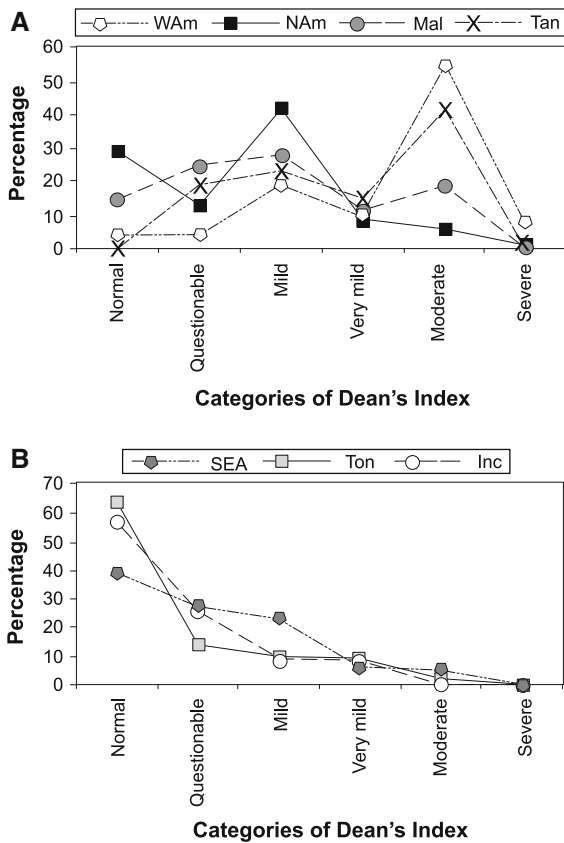 A
WAm NAm Mal Tan
60
50
40
30
20
10
0
Percentage
Normal
Questionable
Mild
Very mild
Moderate
Severe
Categories of Dean's Index
B
SEA Ton Inc
70
60
50
40
30
20
10
0
Percentage
Normal
Questionable
Mild
Very mild
Moderate
Severe
Categories of Dean's Index